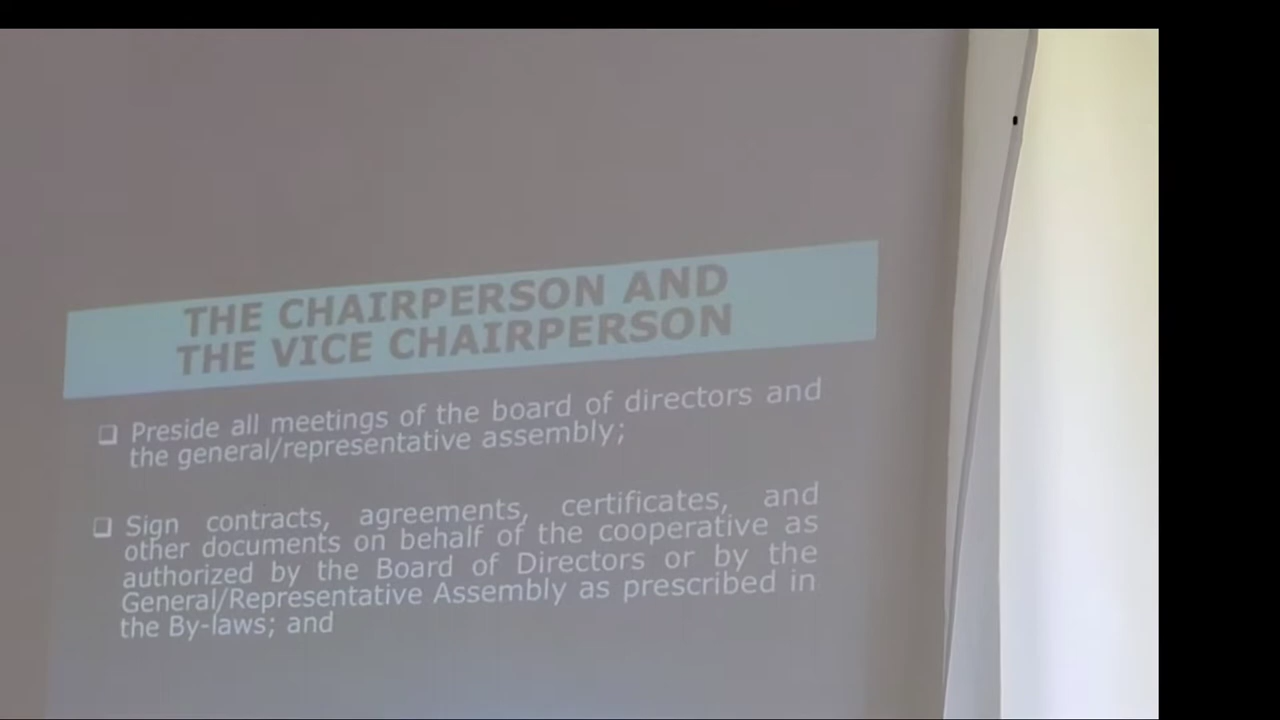 THE CHAIRPERSON AND
THE VICE CHAIRPERSON
❑ Preside all meetings of the board of directors and
the general/representative assembly;
❑ Sign contracts, agreements, certificates, and
other documents on behalf of the cooperative as
authorized by the Board of Directors or by the
General/Representative Assembly as prescribed in
the By-laws; and